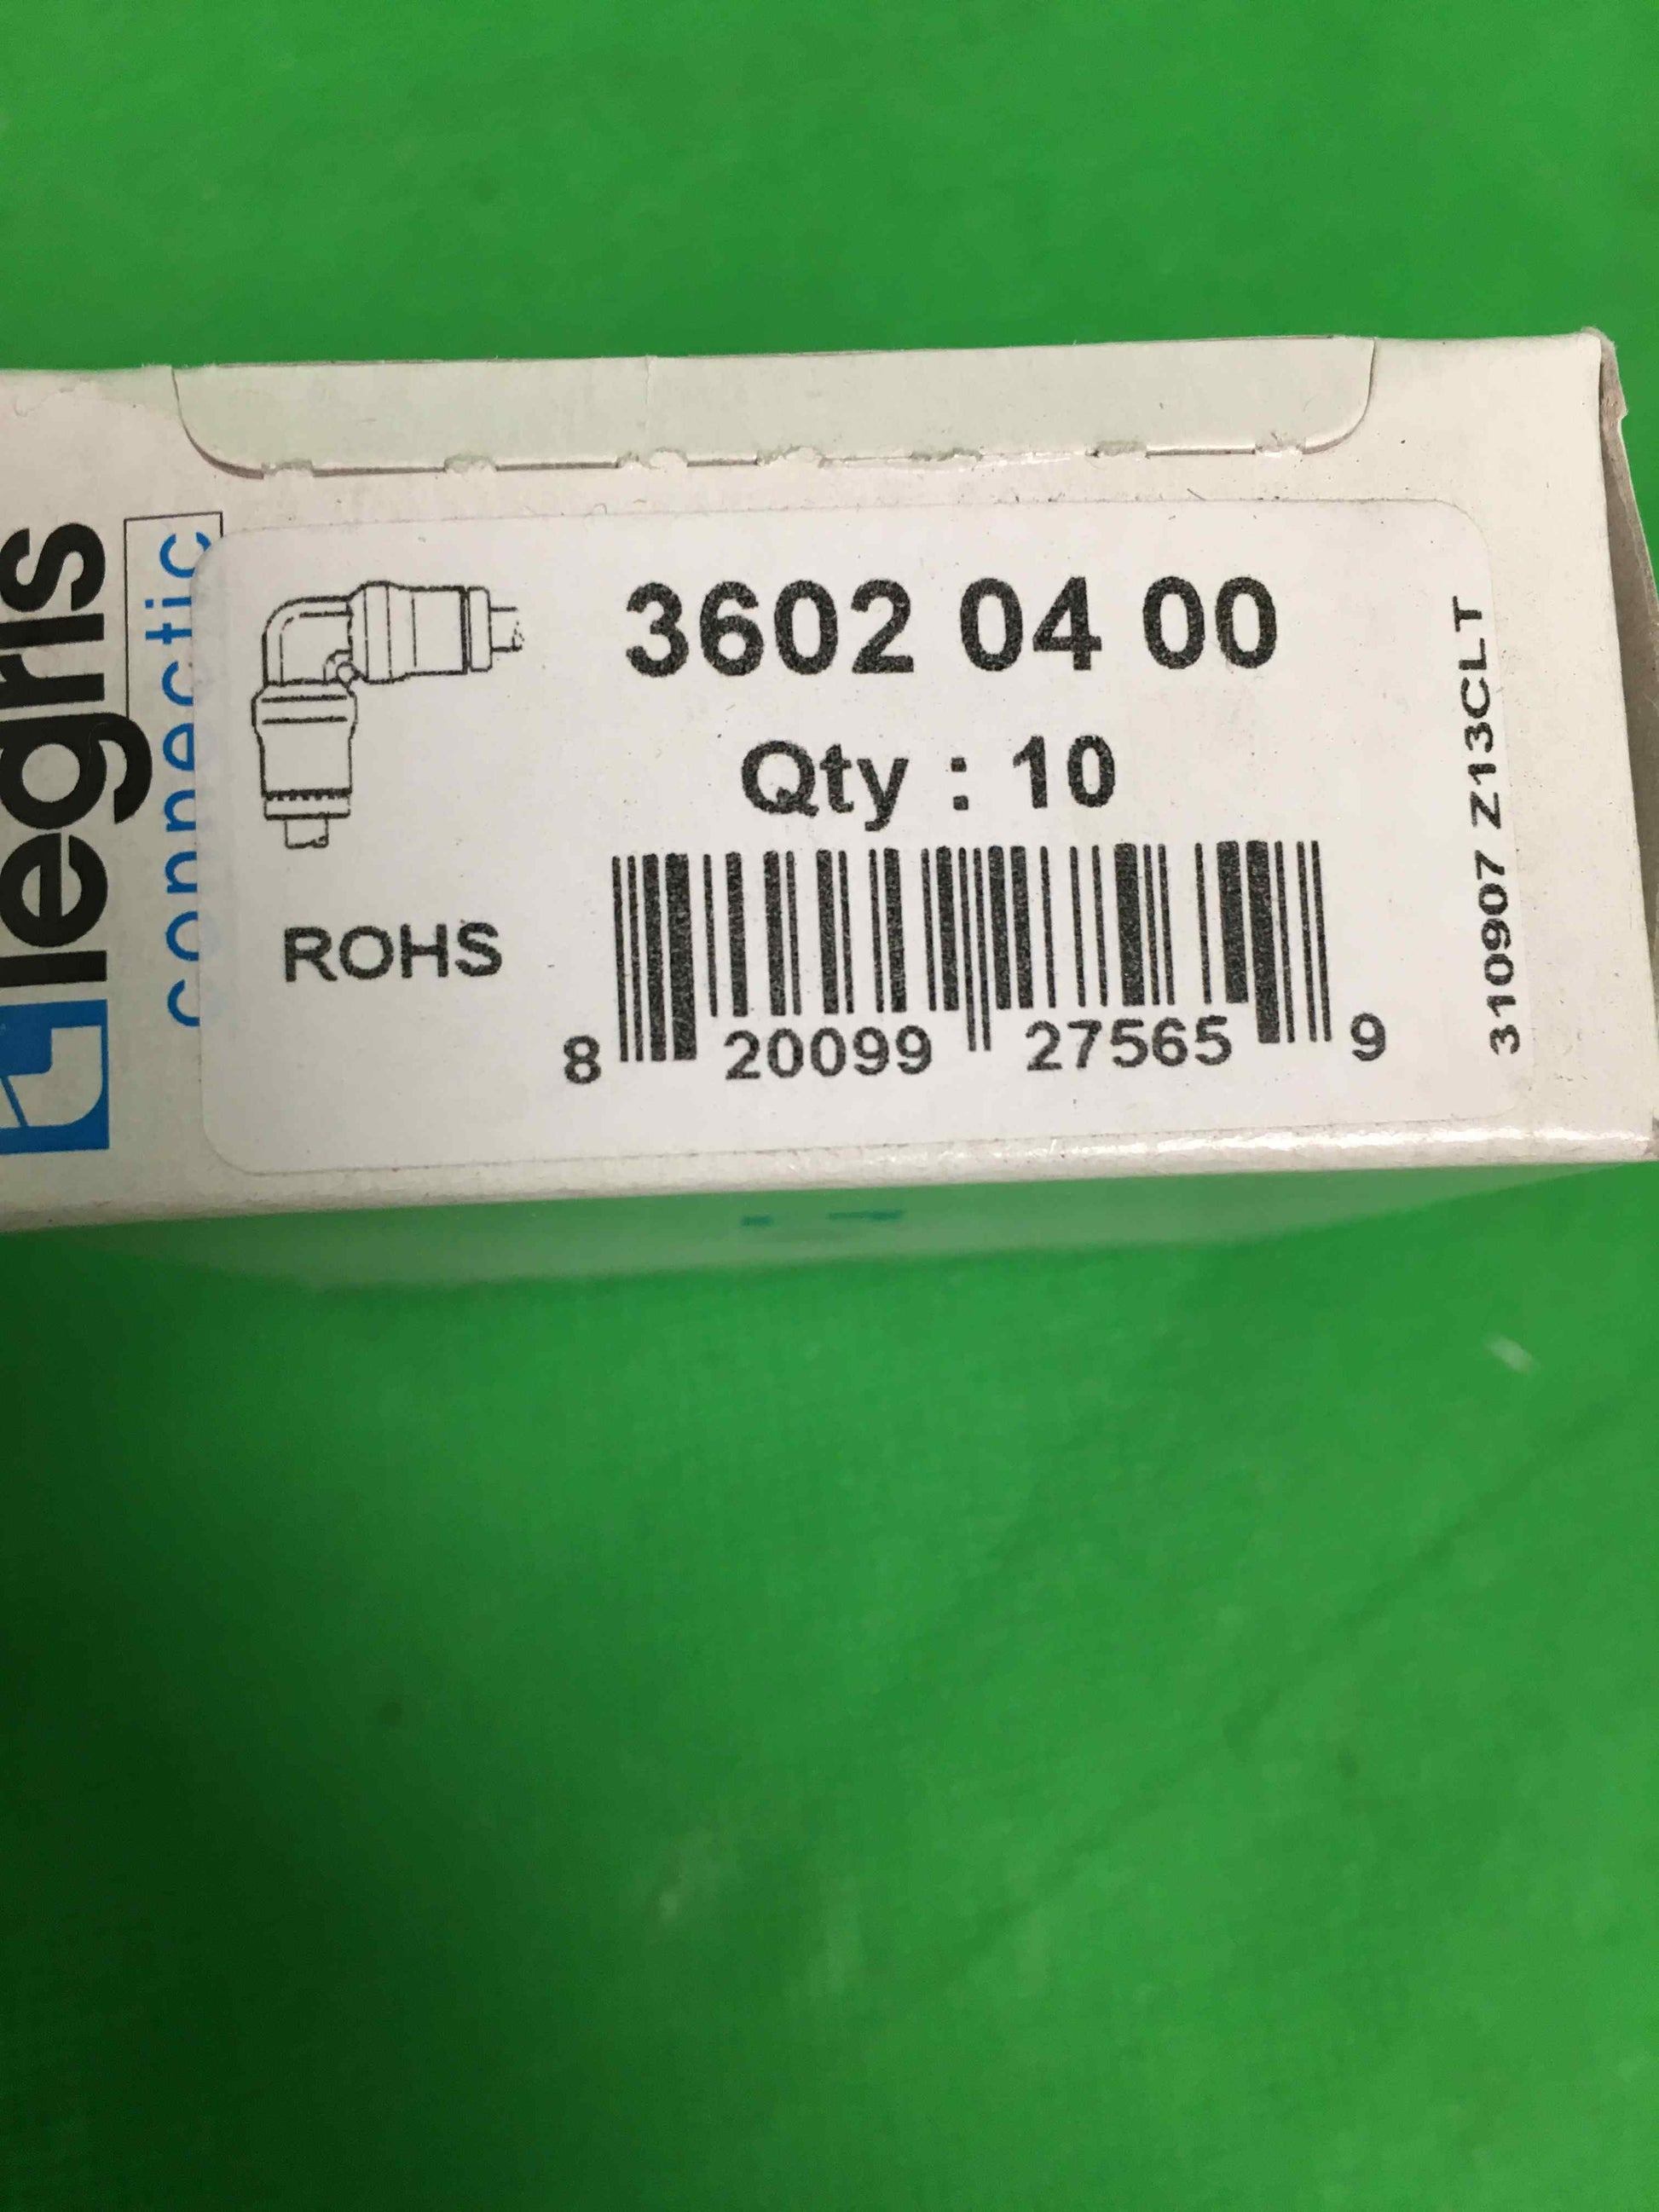 legris
connectic
3602 04 00
Qty : 10
ROHS
8 20099 27565 9
310907 Z13CLT